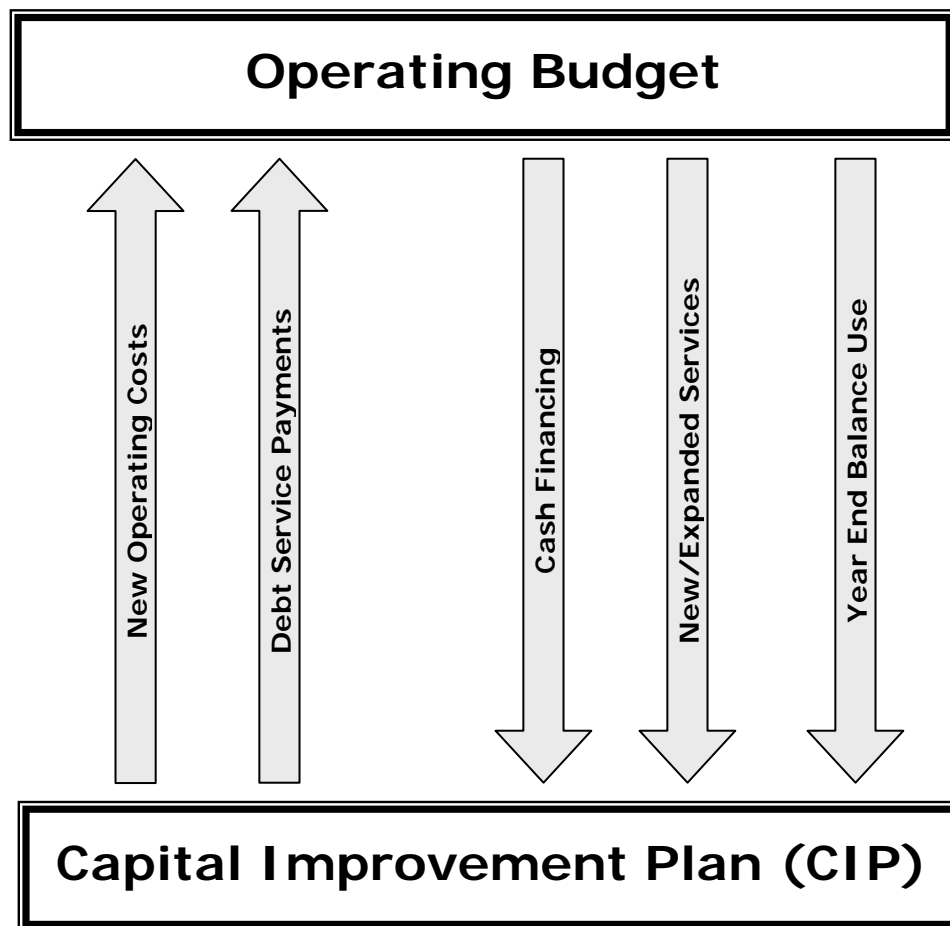 Operating Budget
New Operating Costs
Debt Service Payments
Cash Financing
New/Expanded Services
Year End Balance Use
Capital Improvement Plan (CIP)